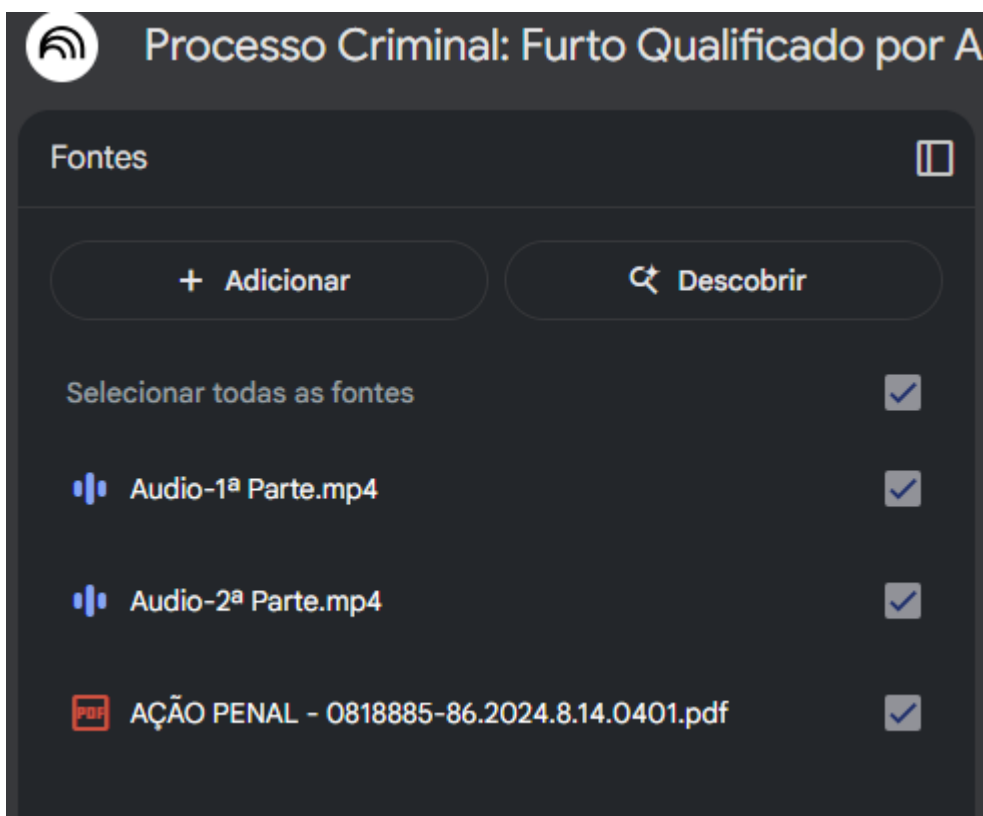 Processo Criminal: Furto Qualificado por A
Fontes
+ Adicionar
Descobrir
Selecionar todas as fontes
Audio-1ª Parte.mp4
Audio-2ª Parte.mp4
PDF AÇÃO PENAL - 0818885-86.2024.8.14.0401.pdf